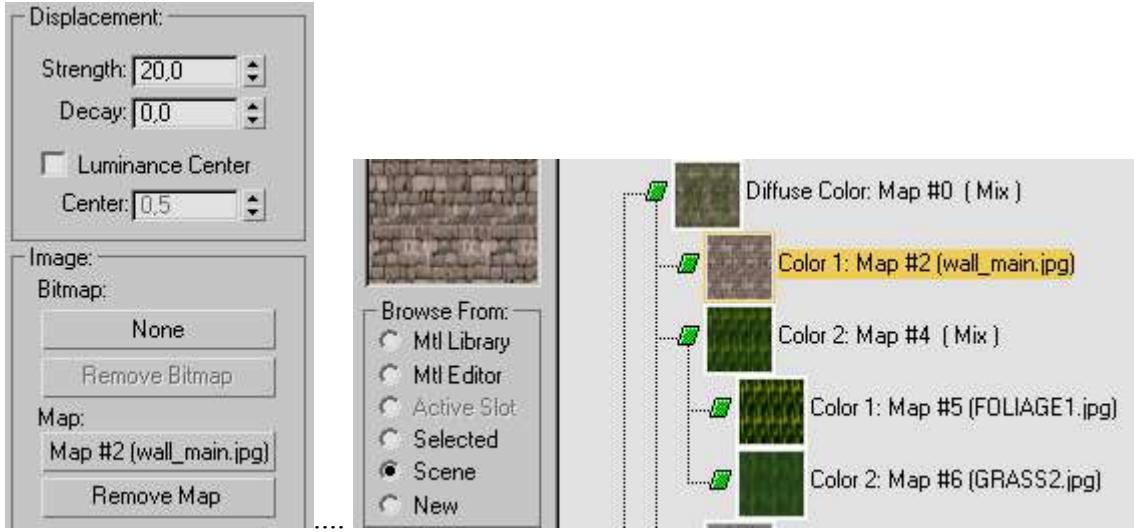 Displacement:
Strength: 20,0
Decay: 0,0
Luminance Center
Center: 0,5
Image:
Bitmap:
None
Remove Bitmap
Map:
Map #2 (wall_main.jpg)
Remove Map
....
Browse From:
Mtl Library
Mtl Editor
Active Slot
Selected
Scene
New
Diffuse Color: Map #0 ( Mix )
Color 1: Map #2 (wall_main.jpg)
Color 2: Map #4 ( Mix )
Color 1: Map #5 (FOLIAGE1.jpg)
Color 2: Map #6 (GRASS2.jpg)